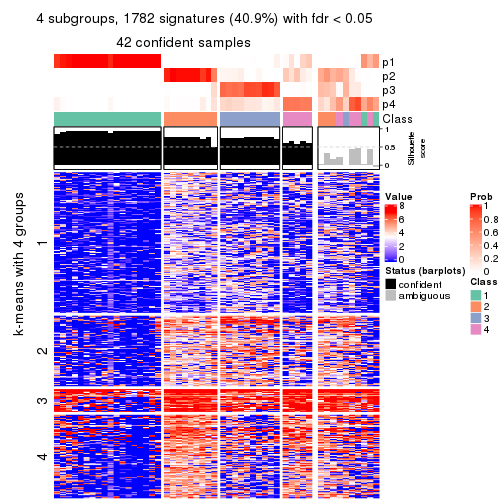 4 subgroups, 1782 signatures (40.9%) with fdr < 0.05
42 confident samples
p1
p2
p3
p4
Class
1
0.5
0
Silhouette
score
k-means with 4 groups
1
2
3
4
Value
8
6
4
2
0
Status (barplots)
confident
ambiguous
Prob
1
0.8
0.6
0.4
0.2
0
Class
1
2
3
4